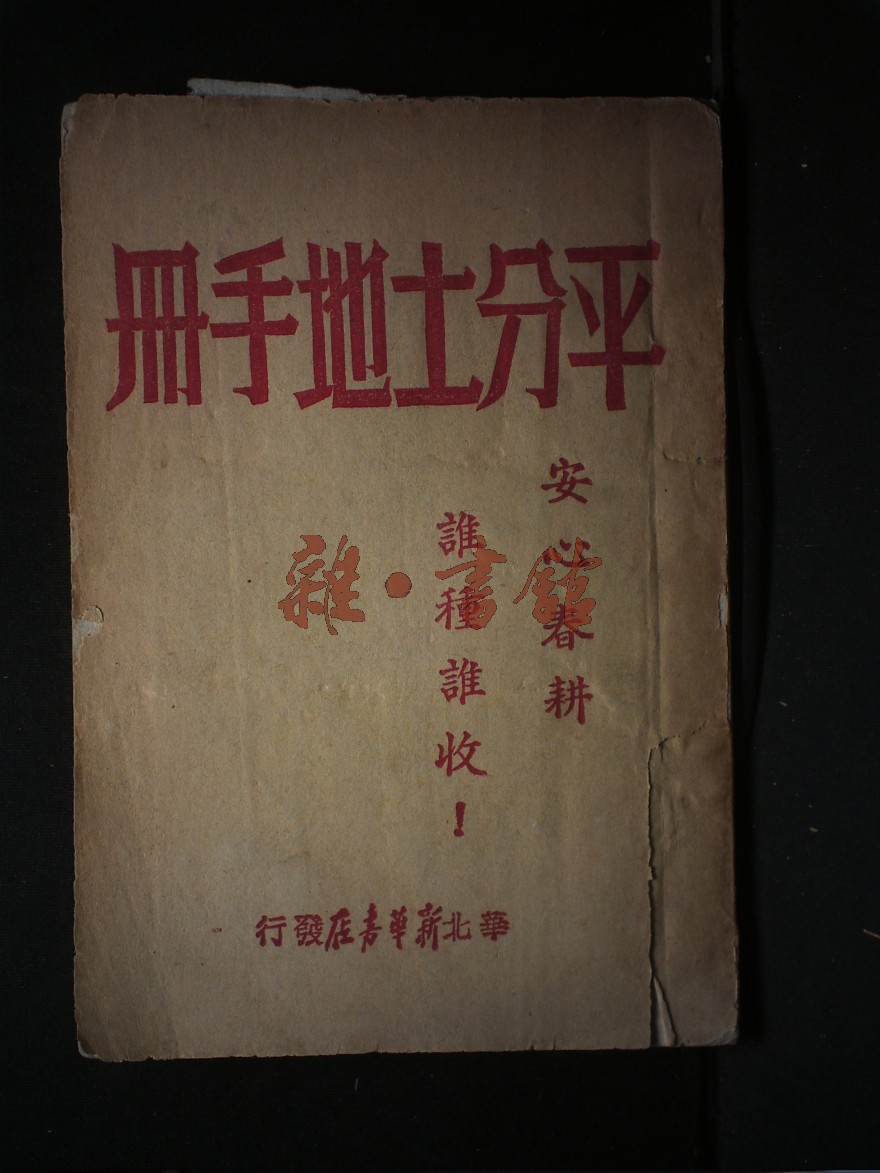 平分土地手冊
安心春耕
誰種誰收！
雜·書館
華北新華書店發行